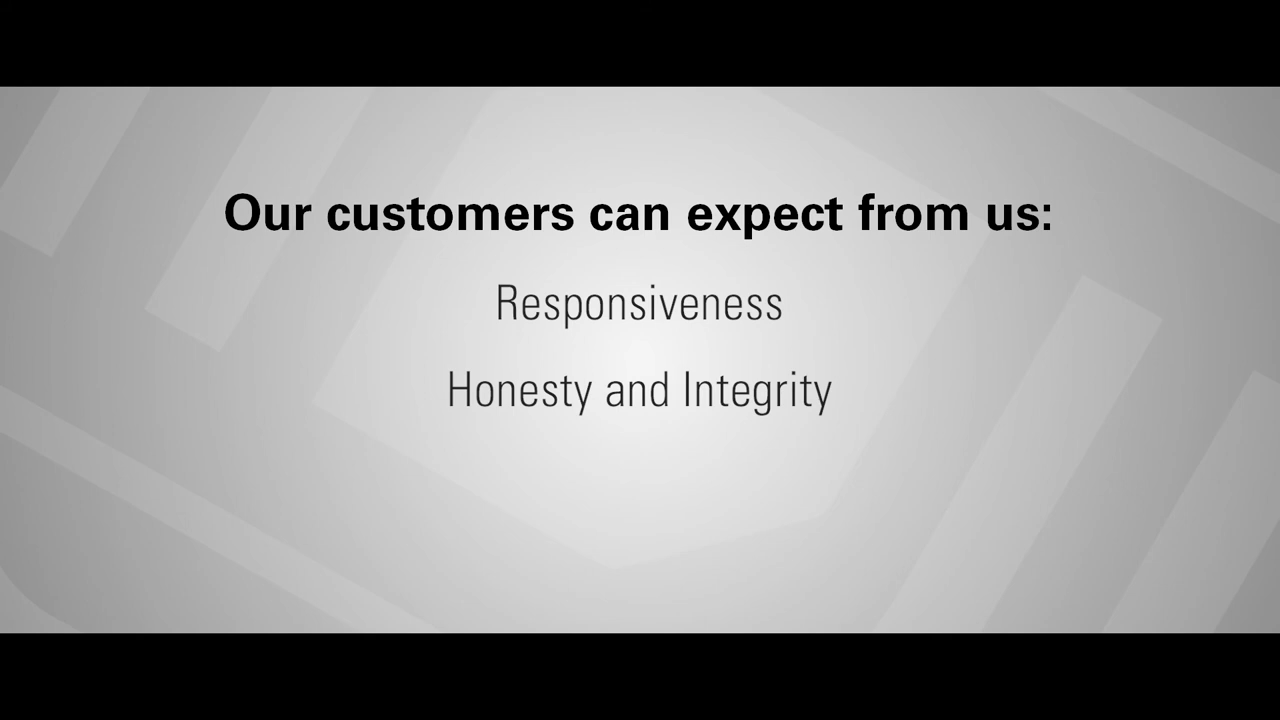 Our customers can expect from us:
Responsiveness
Honesty and Integrity